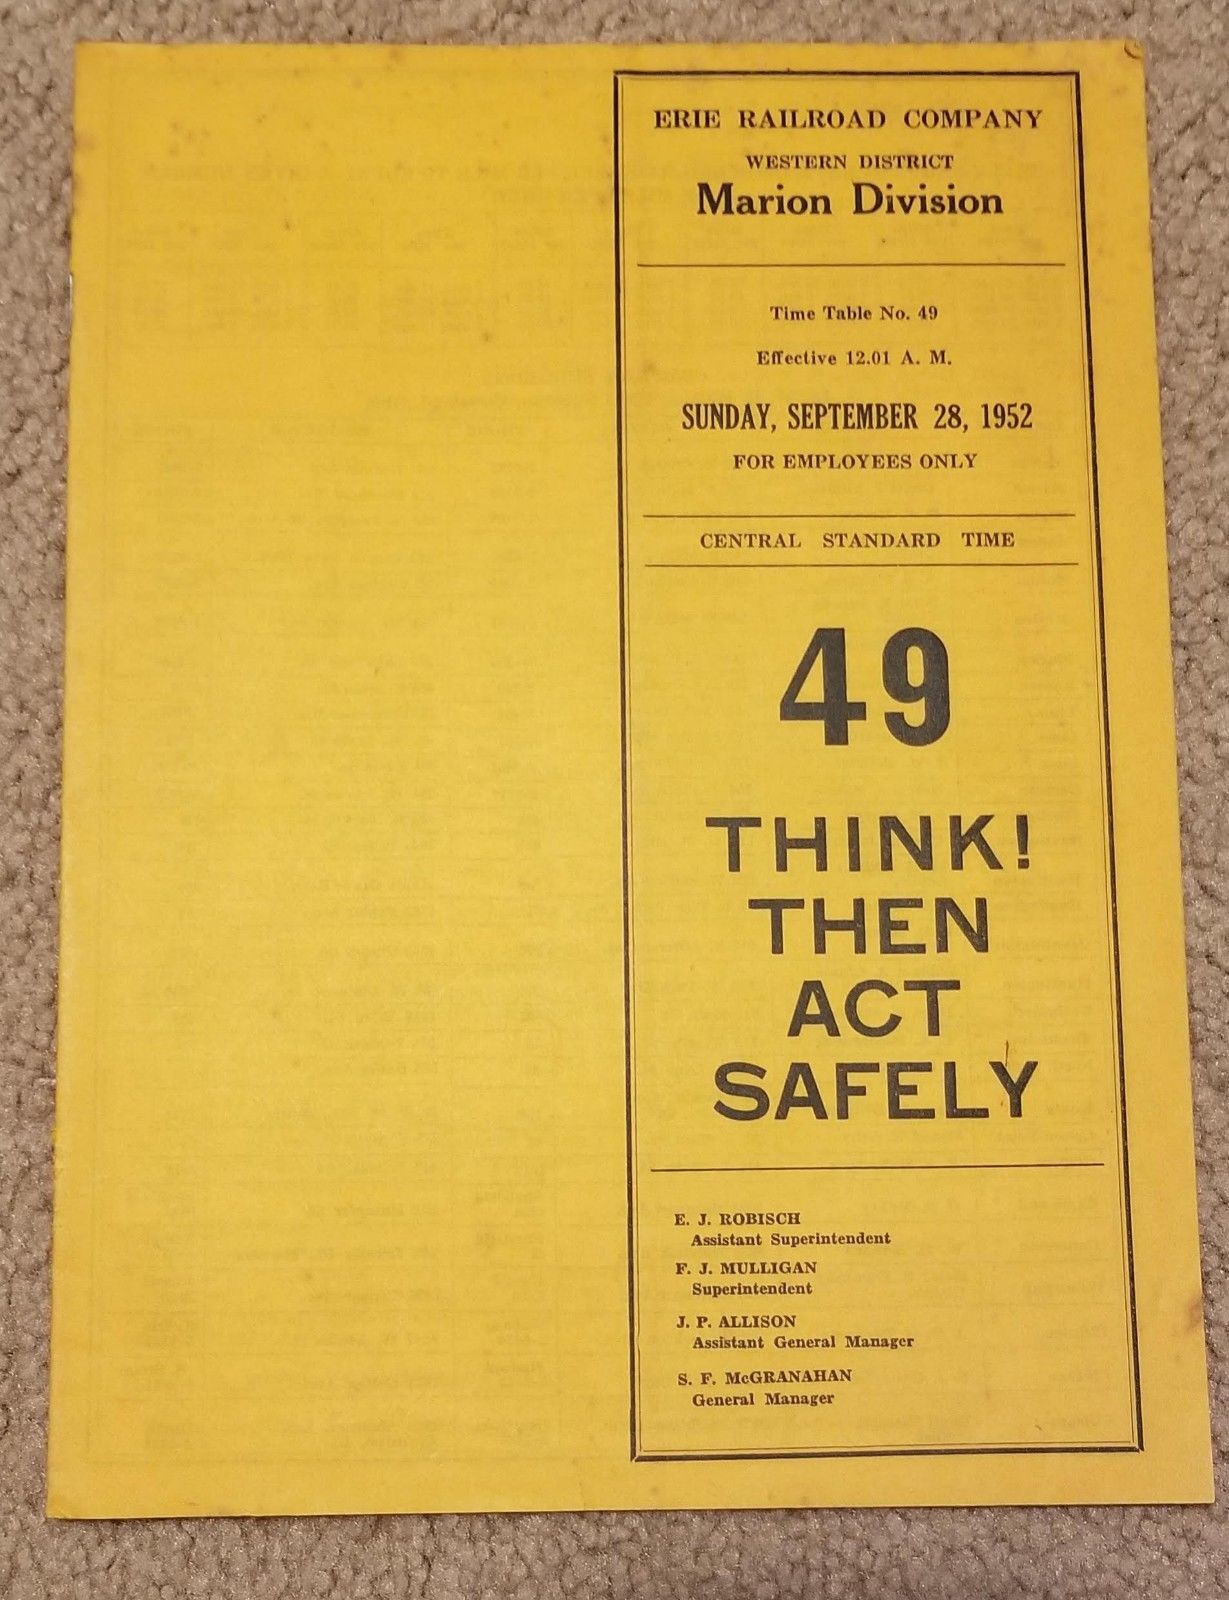 ERIE RAILROAD COMPANY
WESTERN DISTRICT
Marion Division
Time Table No. 49
Effective 12.01 A. M.
SUNDAY, SEPTEMBER 28, 1952
FOR EMPLOYEES ONLY
CENTRAL STANDARD TIME
49
THINK!
THEN
ACT
SAFELY
E. J. ROBISCH
Assistant Superintendent
F. J. MULLIGAN
Superintendent
J. P. ALLISON
Assistant General Manager
S. F. McGRANAHAN
General Manager